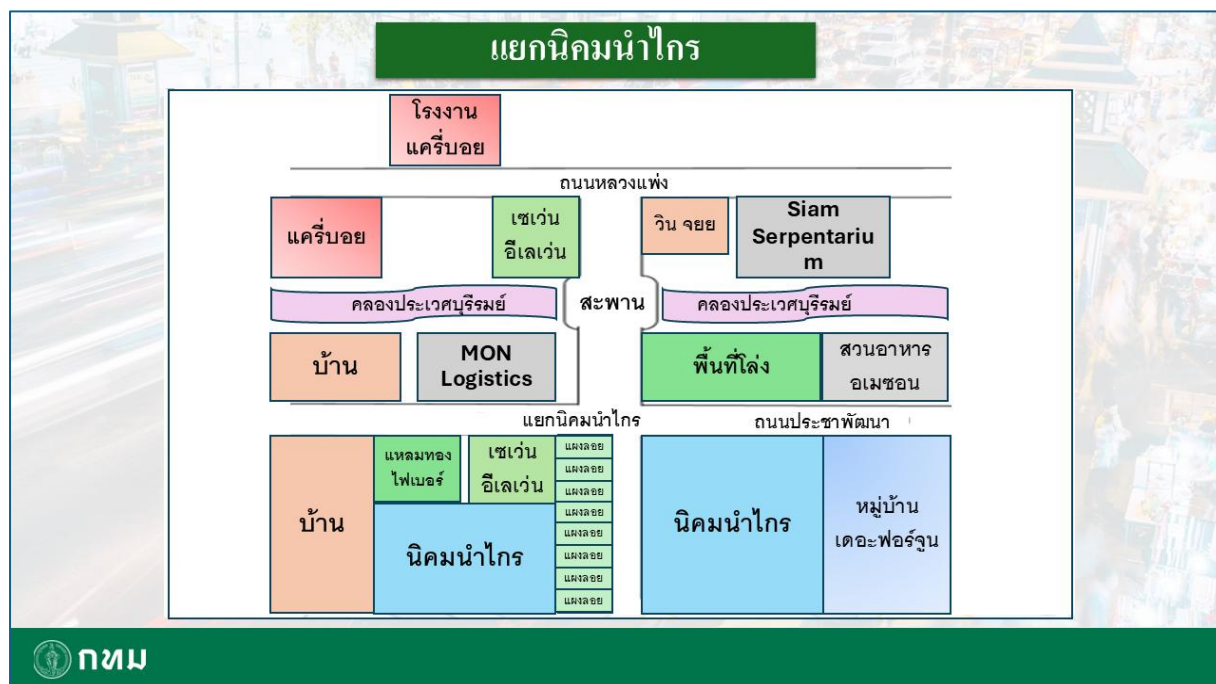 แยกนิคมนำไกร
โรงงาน
แครี่บอย
ถนนหลวงแพ่ง
แครี่บอย
เซเว่น
อีเลเว่น
วิน จยย
Siam
Serpentariu
m
คลองประเวศบุรีรมย์
สะพาน
คลองประเวศบุรีรมย์
บ้าน
MON
Logistics
พื้นที่โล่ง
สวนอาหาร
อเมซอน
แยกนิคมนำไกร
ถนนประชาพัฒนา
บ้าน
แหลมทอง
ไฟเบอร์
เซเว่น
อีเลเว่น
แผงลอย
แผงลอย
แผงลอย
แผงลอย
แผงลอย
แผงลอย
แผงลอย
แผงลอย
นิคมนำไกร
นิคมนำไกร
หมู่บ้าน
เดอะฟอร์จูน
กทม